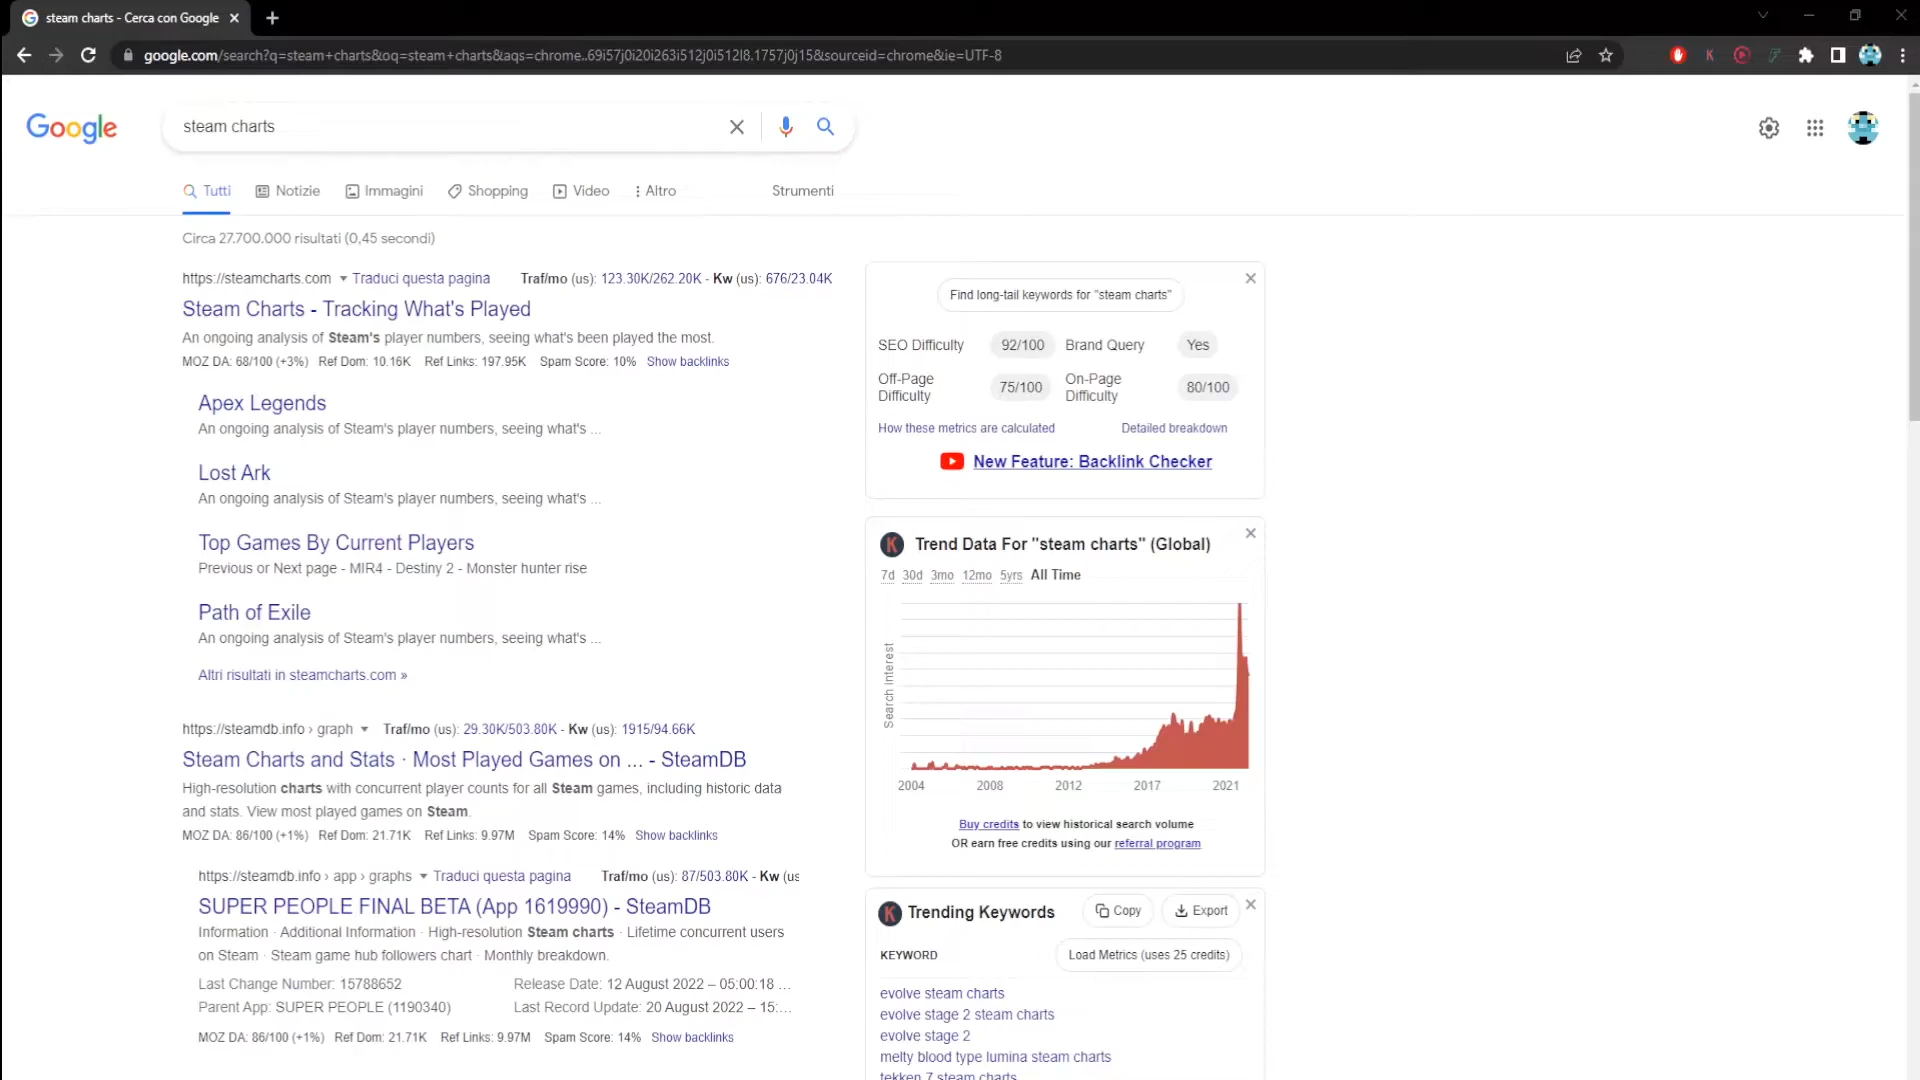 steam charts - Cerca con Google
google.com/search?q=steam+charts&oq=steam+charts&aqs=chrome..69i57j0i20i263i512j0i512l8.1757j0j15&sourceid=chrome&ie=UTF-8
Google
steam charts
Tutti
Notizie
Immagini
Shopping
Video
Altro
Strumenti
Circa 27.700.000 risultati (0,45 secondi)
https://steamcharts.com Traduci questa pagina Traf/mo (us): 123.30K/262.20K - Kw (us): 676/23.04K
Steam Charts - Tracking What's Played
An ongoing analysis of Steam's player numbers, seeing what's been played the most.
MOZ DA: 68/100 (+3%) Ref Dom: 10.16K Ref Links: 197.95K Spam Score: 10% Show backlinks
Apex Legends
An ongoing analysis of Steam's player numbers, seeing what's ...
Lost Ark
An ongoing analysis of Steam's player numbers, seeing what's ...
Top Games By Current Players
Previous or Next page - MIR4 - Destiny 2 - Monster hunter rise
Path of Exile
An ongoing analysis of Steam's player numbers, seeing what's ...
Altri risultati in steamcharts.com »
https://steamdb.info › graph Traf/mo (us): 29.30K/503.80K - Kw (us): 1915/94.66K
Steam Charts and Stats · Most Played Games on ... - SteamDB
High-resolution charts with concurrent player counts for all Steam games, including historic data
and stats. View most played games on Steam.
MOZ DA: 86/100 (+1%) Ref Dom: 21.71K Ref Links: 9.97M Spam Score: 14% Show backlinks
https://steamdb.info › app › graphs Traduci questa pagina Traf/mo (us): 87/503.80K - Kw (us
SUPER PEOPLE FINAL BETA (App 1619990) - SteamDB
Information · Additional Information · High-resolution Steam charts · Lifetime concurrent users
on Steam · Steam game hub followers chart · Monthly breakdown.
Last Change Number: 15788652 Release Date: 12 August 2022 – 05:00:18 ...
Parent App: SUPER PEOPLE (1190340) Last Record Update: 20 August 2022 – 15:...
MOZ DA: 86/100 (+1%) Ref Dom: 21.71K Ref Links: 9.97M Spam Score: 14% Show backlinks
Find long-tail keywords for "steam charts"
SEO Difficulty 92/100 Brand Query Yes
Off-Page Difficulty 75/100 On-Page Difficulty 80/100
How these metrics are calculated Detailed breakdown
New Feature: Backlink Checker
K Trend Data For "steam charts" (Global)
7d 30d 3mo 12mo 5yrs All Time
Search interest
2004 2008 2012 2017 2021
Buy credits to view historical search volume
OR earn free credits using our referral program
K Trending Keywords Copy Export
KEYWORD Load Metrics (uses 25 credits)
evolve steam charts
evolve stage 2 steam charts
evolve stage 2
melty blood type lumina steam charts
tekken 7 steam charts